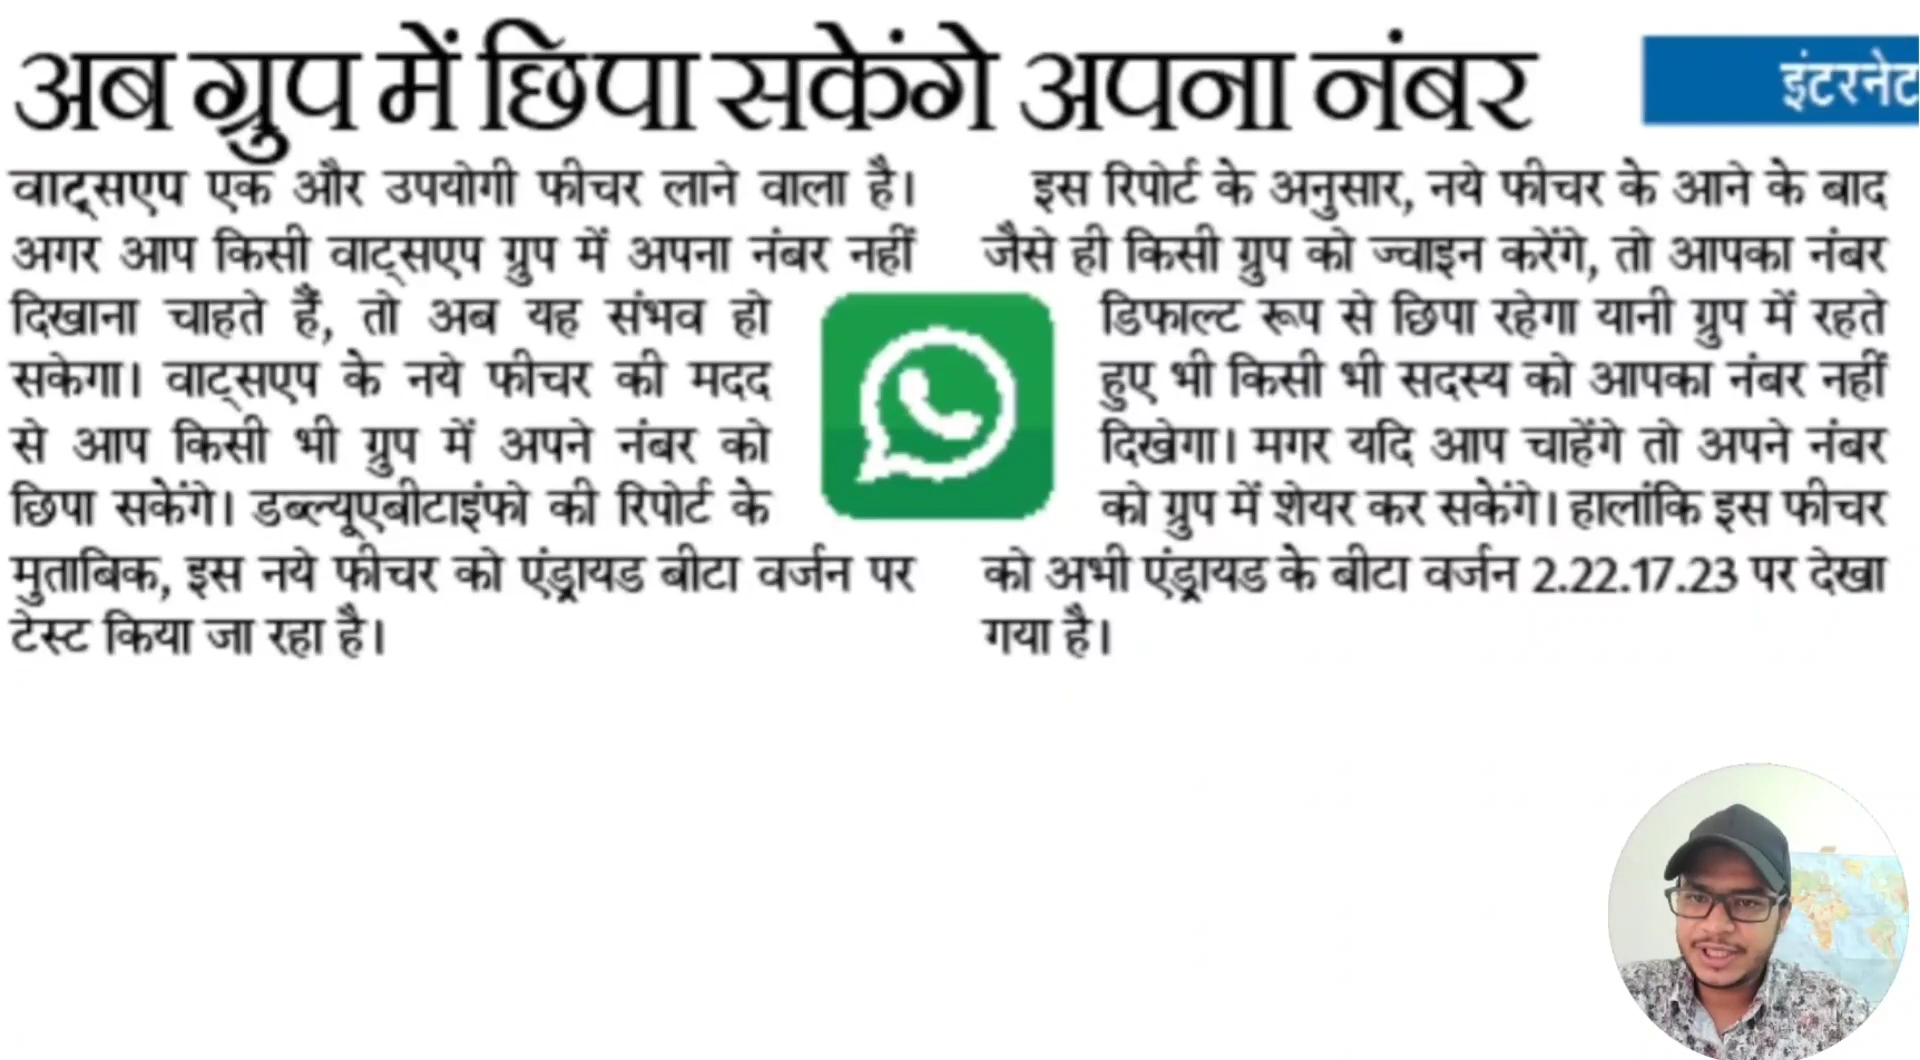 अब ग्रुप में छिपा सकेंगे अपना नंबर
इंटरनेट
वाट्सएप एक और उपयोगी फीचर लाने वाला है।
अगर आप किसी वाट्सएप ग्रुप में अपना नंबर नहीं
दिखाना चाहते हैं, तो अब यह संभव हो
सकेगा। वाट्सएप के नये फीचर की मदद
से आप किसी भी ग्रुप में अपने नंबर को
छिपा सकेंगे। डब्ल्यूएबीटाइंफो की रिपोर्ट के
मुताबिक, इस नये फीचर को एंड्रायड बीटा वर्जन पर
टेस्ट किया जा रहा है।
इस रिपोर्ट के अनुसार, नये फीचर के आने के बाद
जैसे ही किसी ग्रुप को ज्वाइन करेंगे, तो आपका नंबर
डिफाल्ट रूप से छिपा रहेगा यानी ग्रुप में रहते
हुए भी किसी भी सदस्य को आपका नंबर नहीं
दिखेगा। मगर यदि आप चाहेंगे तो अपने नंबर
को ग्रुप में शेयर कर सकेंगे। हालांकि इस फीचर
को अभी एंड्रायड के बीटा वर्जन 2.22.17.23 पर देखा
गया है।